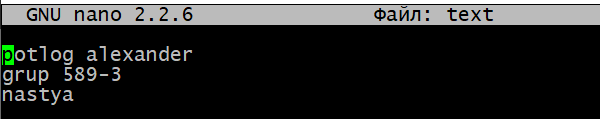 GNU nano 2.2.6 Файл: text
potlog alexander
grup 589-3
nastya